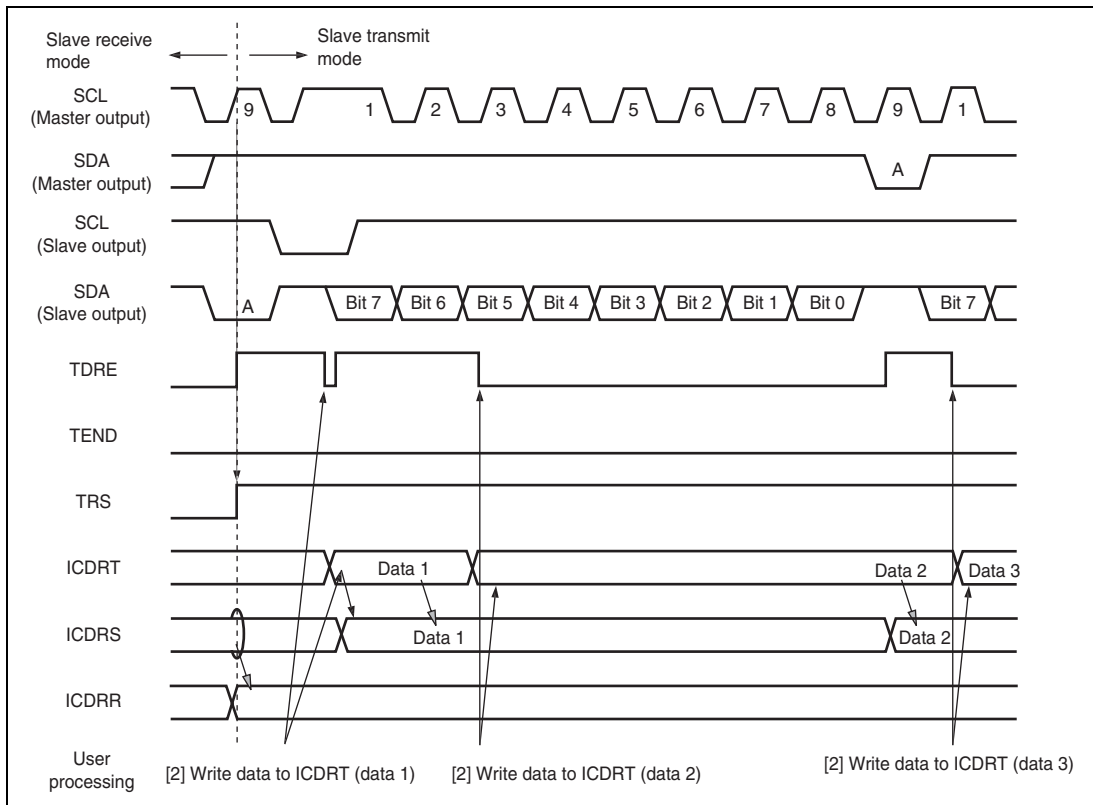 Slave receive
mode
Slave transmit
mode
SCL
(Master output)
9 1 2 3 4 5 6 7 8 9 1
SDA
(Master output)
A
SCL
(Slave output)
SDA
(Slave output)
A Bit 7 Bit 6 Bit 5 Bit 4 Bit 3 Bit 2 Bit 1 Bit 0 Bit 7
TDRE
TEND
TRS
ICDRT
Data 1 Data 2 Data 3
ICDRS
Data 1 Data 2
ICDRR
User
processing
[2] Write data to ICDRT (data 1) [2] Write data to ICDRT (data 2) [2] Write data to ICDRT (data 3)